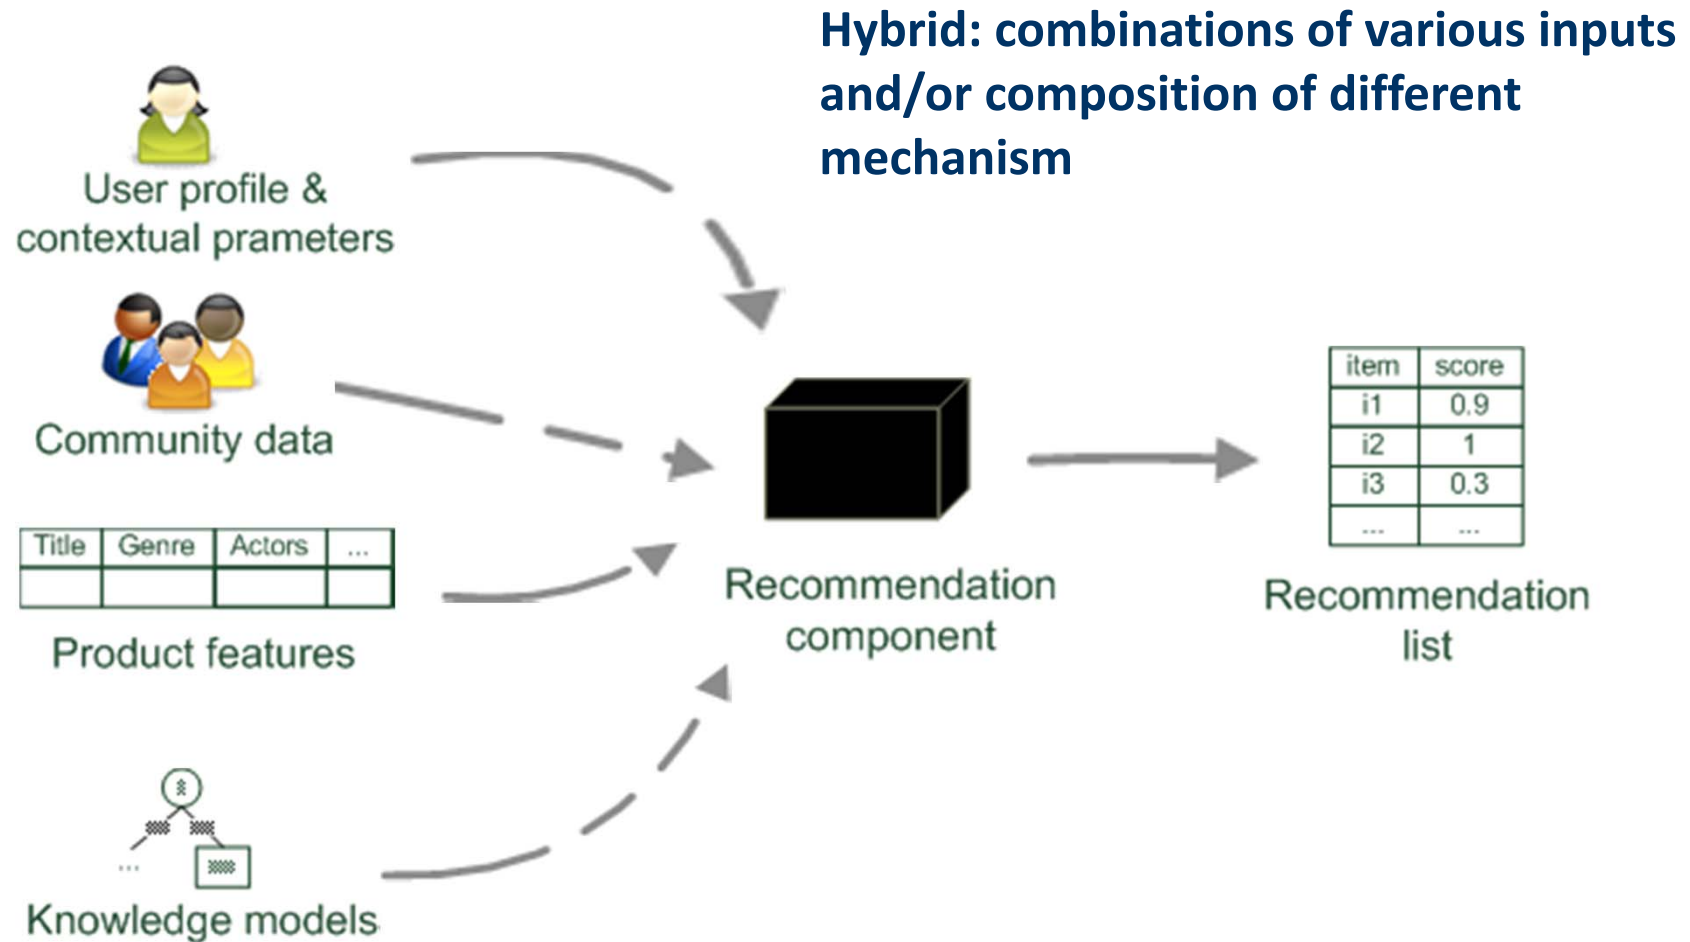 Hybrid: combinations of various inputs
and/or composition of different
mechanism
User profile &
contextual prameters
Community data
Title Genre Actors ...
Product features
Knowledge models
...
Recommendation
component
item score
i1 0.9
i2 1
i3 0.3
... ...
Recommendation
list